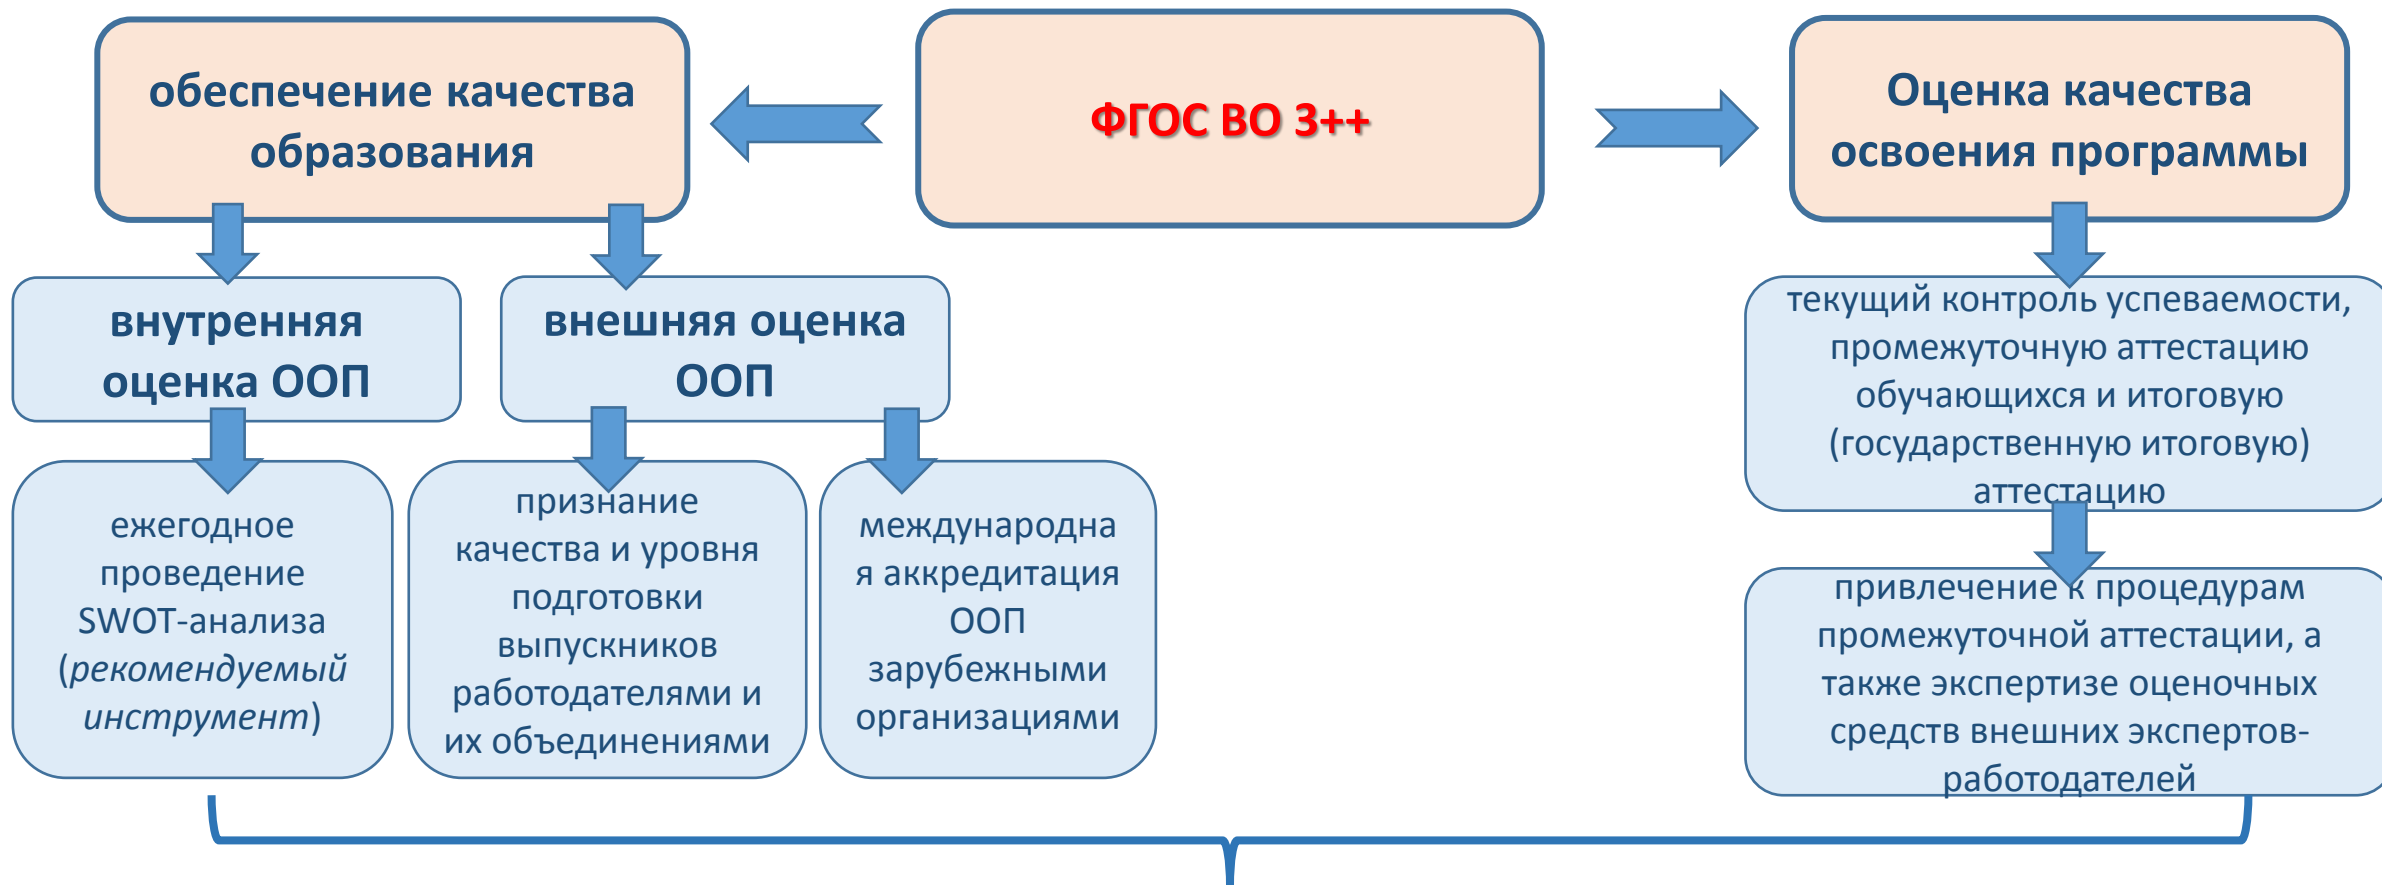 обеспечение качества
образования
ФГОС ВО 3++
Оценка качества
освоения программы
внутренняя
оценка ООП
внешняя оценка
ООП
ежегодное
проведение
SWOT-анализа
(рекомендуемый
инструмент)
признание
качества и уровня
подготовки
выпускников
работодателями и
их объединениями
международна
я аккредитация
ООП
зарубежными
организациями
текущий контроль успеваемости,
промежуточную аттестацию
обучающихся и итоговую
(государственную итоговую)
аттестацию
привлечение к процедурам
промежуточной аттестации, а
также экспертизе оценочных
средств внешних экспертов-
работодателей